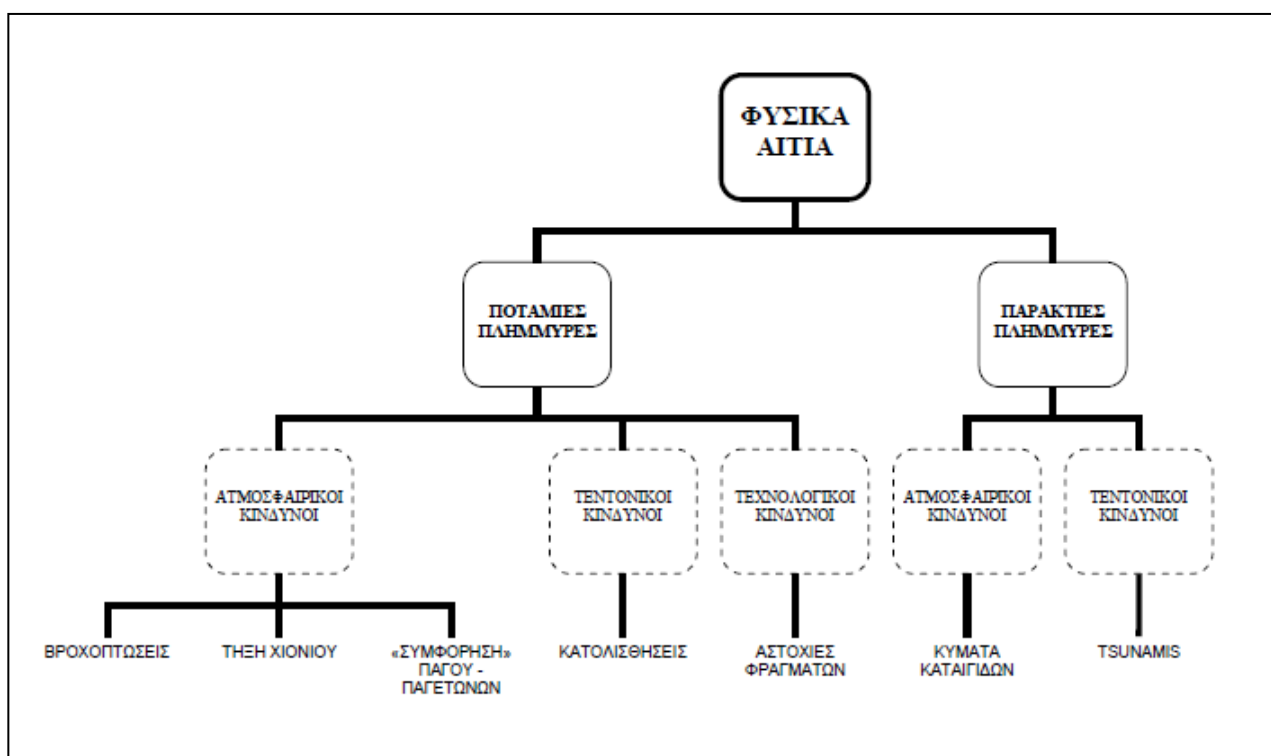 ΦΥΣΙΚΑ
ΑΙΤΙΑ
ΠΟΤΑΜΙΕΣ
ΠΛΗΜΜΥΡΕΣ
ΠΑΡΑΚΤΙΕΣ
ΠΛΗΜΜΥΡΕΣ
ΑΤΜΟΣΦΑΙΡΙΚΟΙ
ΚΙΝΔΥΝΟΙ
ΤΕΝΤΟΝΙΚΟΙ
ΚΙΝΔΥΝΟΙ
ΤΕΧΝΟΛΟΓΙΚΟΙ
ΚΙΝΔΥΝΟΙ
ΑΤΜΟΣΦΑΙΡΙΚΟΙ
ΚΙΝΔΥΝΟΙ
ΤΕΝΤΟΝΙΚΟΙ
ΚΙΝΔΥΝΟΙ
ΒΡΟΧΟΠΤΩΣΕΙΣ
ΤΗΞΗ ΧΙΟΝΙΟΥ
«ΣΥΜΦΟΡΗΣΗ»
ΠΑΓΟΥ -
ΠΑΓΕΤΩΝΩΝ
ΚΑΤΟΛΙΣΘΗΣΕΙΣ
ΑΣΤΟΧΙΕΣ
ΦΡΑΓΜΑΤΩΝ
ΚΥΜΑΤΑ
ΚΑΤΑΙΓΙΔΩΝ
TSUNAMIS